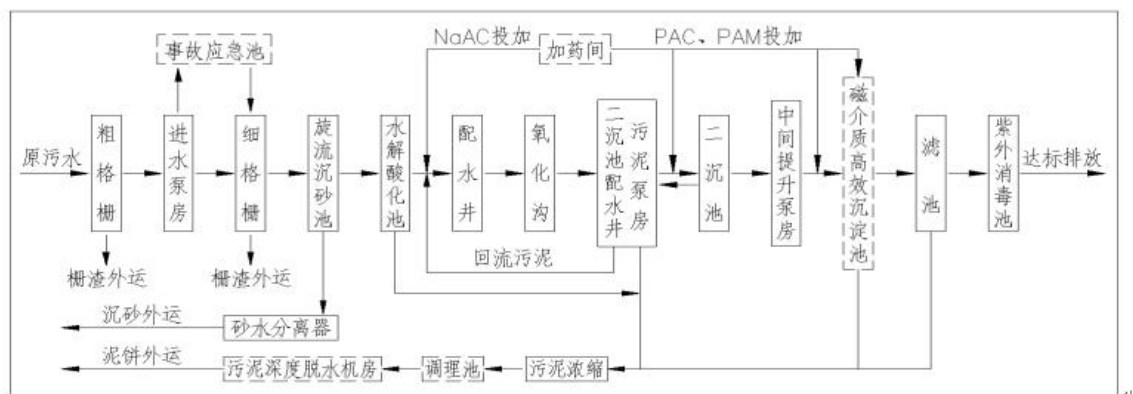 NaAC投加
加药间
PAC、PAM投加
事故应急池
原污水
粗格栅
进水泵房
细格栅
旋流沉砂池
水解酸化池
配水井
氧化沟
二沉池配水井
污泥泵房
二沉池
中间提升泵房
磁介质高效沉淀池
滤池
紫外消毒池
达标排放
栅渣外运
栅渣外运
回流污泥
沉砂外运
砂水分离器
泥饼外运
污泥深度脱水机房
调理池
污泥浓缩